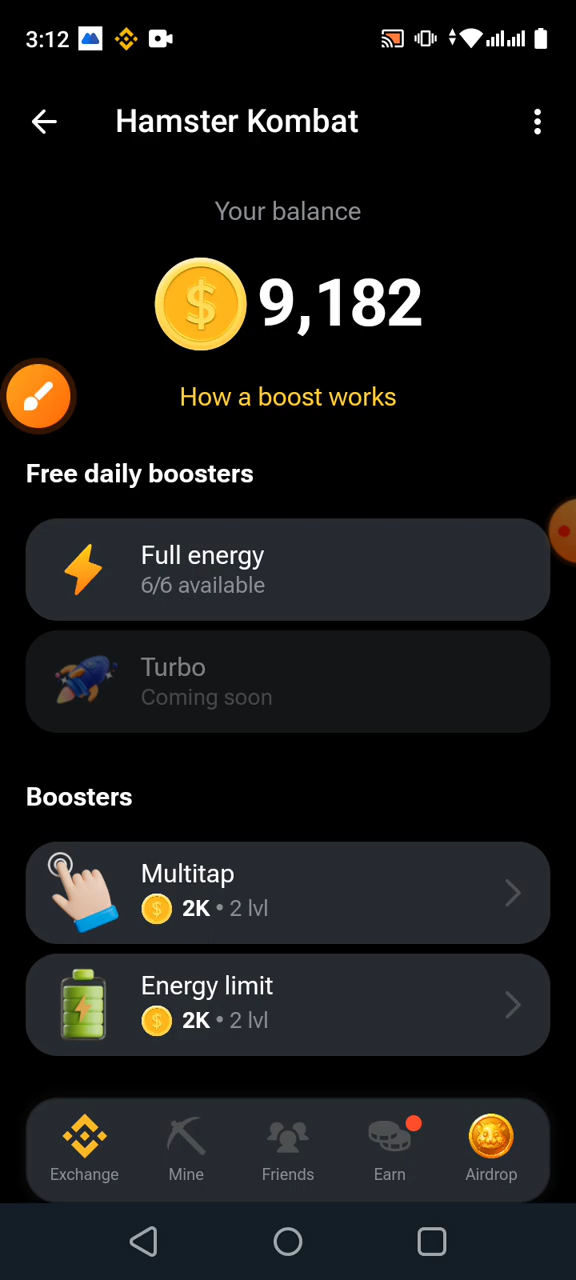 3:12
Hamster Kombat
Your balance
9,182
How a boost works
Free daily boosters
Full energy
6/6 available
Turbo
Coming soon
Boosters
Multitap
2K • 2 lvl
Energy limit
2K • 2 lvl
Exchange Mine Friends Earn Airdrop